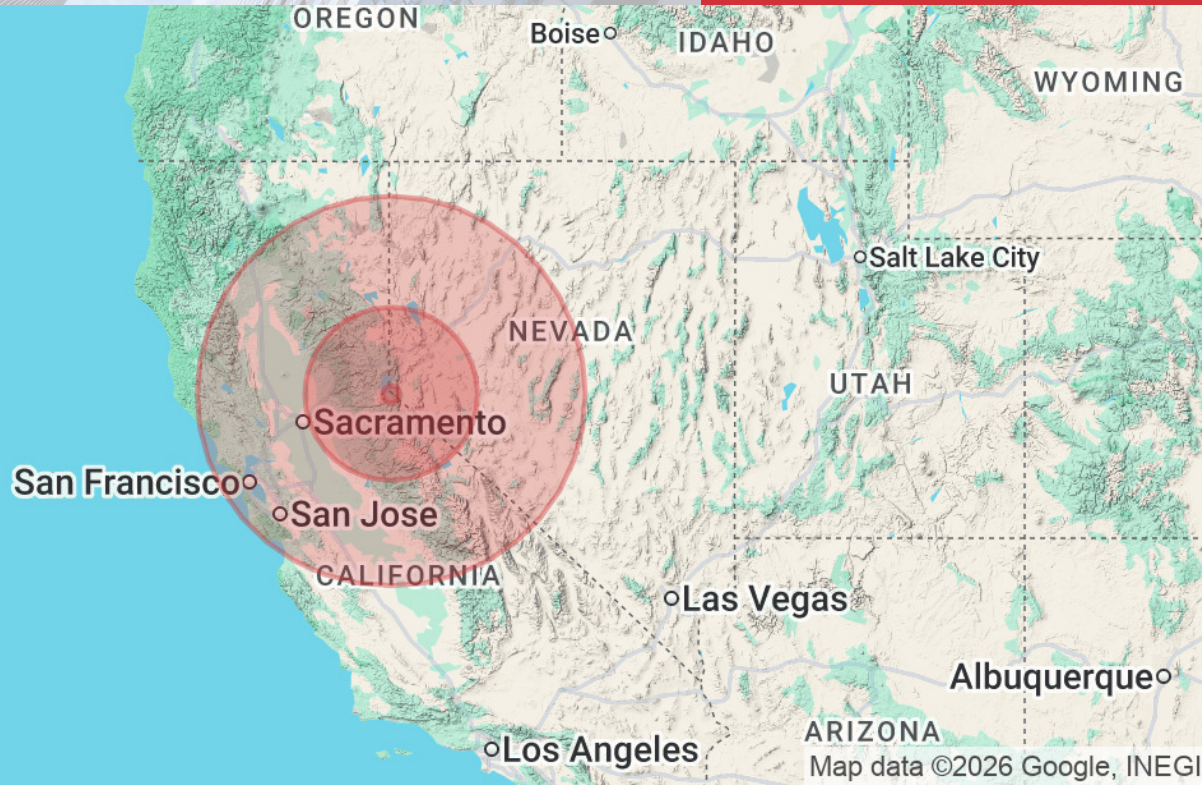 OREGON
Boise
IDAHO
WYOMING
Salt Lake City
NEVADA
UTAH
Sacramento
San Francisco
San Jose
CALIFORNIA
Las Vegas
Albuquerque
ARIZONA
Los Angeles
Map data ©2026 Google, INEGI